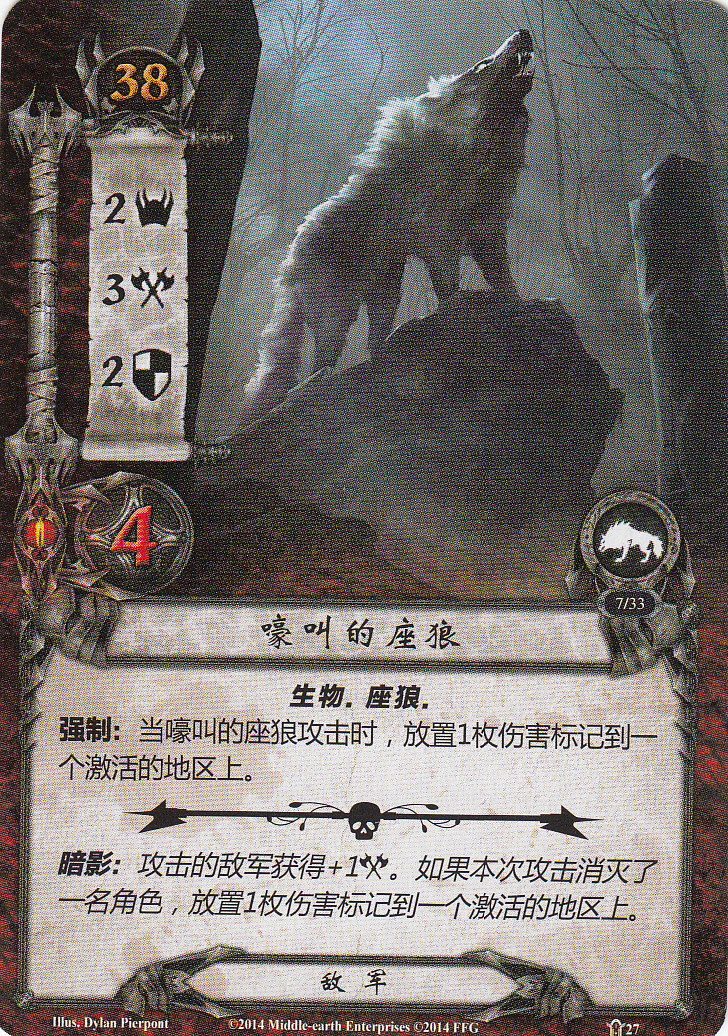 38
2
3
2
4
7/33
嚎叫的座狼
生物. 座狼.
强制: 当嚎叫的座狼攻击时，放置1枚伤害标记到一
个激活的地区上。
暗影: 攻击的敌军获得+1。如果本次攻击消灭了
一名角色，放置1枚伤害标记到一个激活的地区上。
敌军
Illus. Dylan Pierpont
©2014 Middle-earth Enterprises ©2014 FFG
27